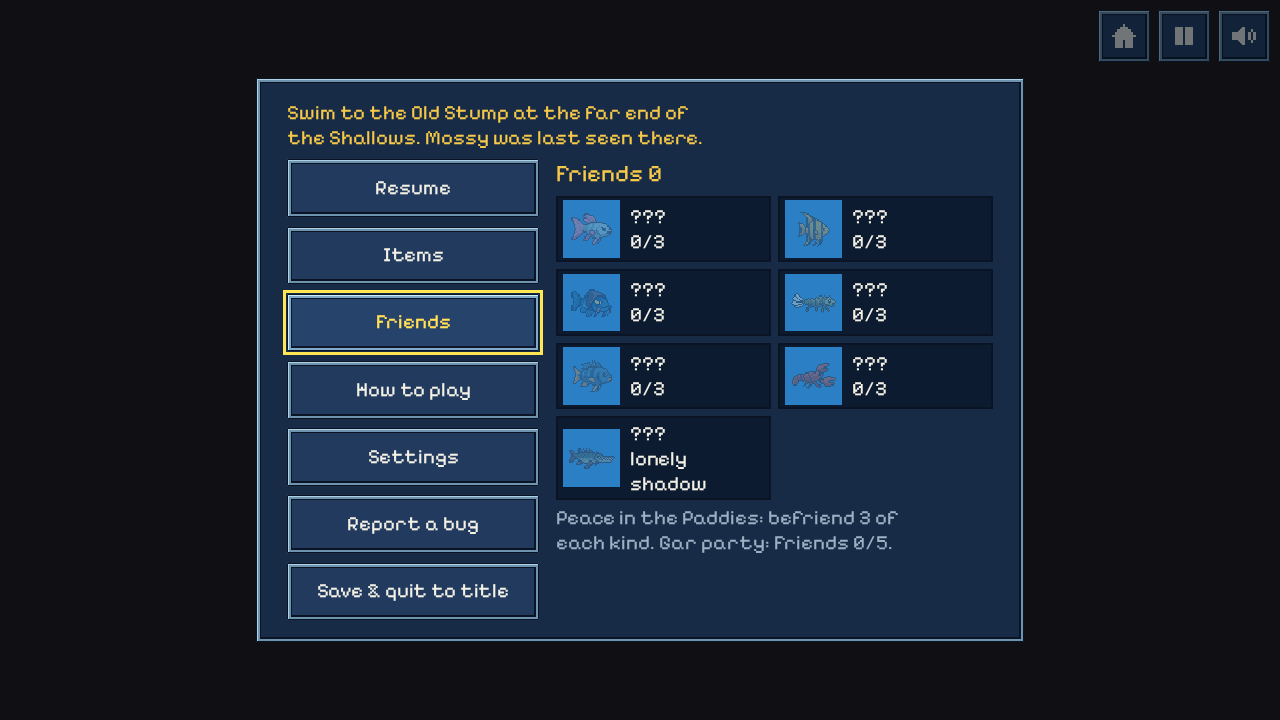 Swim to the Old Stump at the far end of
the Shallows. Mossy was last seen there.
Resume
Items
Friends
How to play
Settings
Report a bug
Save & quit to title
Friends 0
???
0/3
???
0/3
???
0/3
???
0/3
???
0/3
???
0/3
???
lonely
shadow
Peace in the Paddies: befriend 3 of
each kind. Gar party: Friends 0/5.